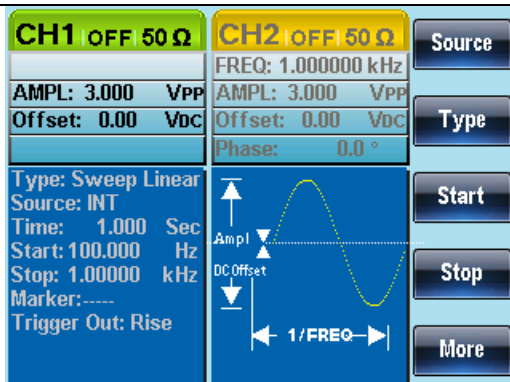 CH1 OFF 50 Ω
AMPL: 3.000 VPP
Offset: 0.00 VDC
Type: Sweep Linear
Source: INT
Time: 1.000 Sec
Start: 100.000 Hz
Stop: 1.00000 kHz
Marker:-----
Trigger Out: Rise
CH2 OFF 50 Ω
FREQ: 1.000000 kHz
AMPL: 3.000 VPP
Offset: 0.00 VDC
Phase: 0.0 °
Ampl
DC Offset
1/FREQ
Source
Type
Start
Stop
More